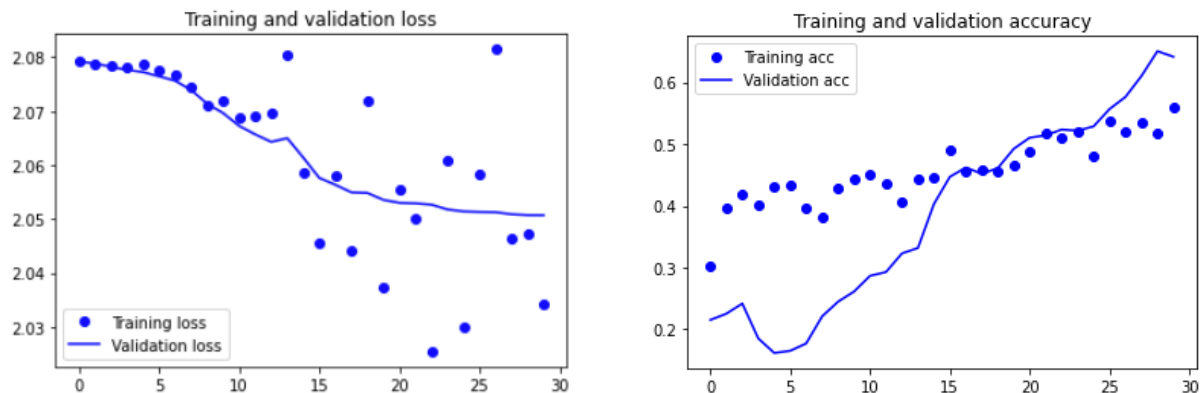 Training and validation loss
2.08
2.07
2.06
2.05
2.04
2.03
Training loss
Validation loss
0 5 10 15 20 25 30
Training and validation accuracy
Training acc
Validation acc
0.6
0.5
0.4
0.3
0.2
0 5 10 15 20 25 30